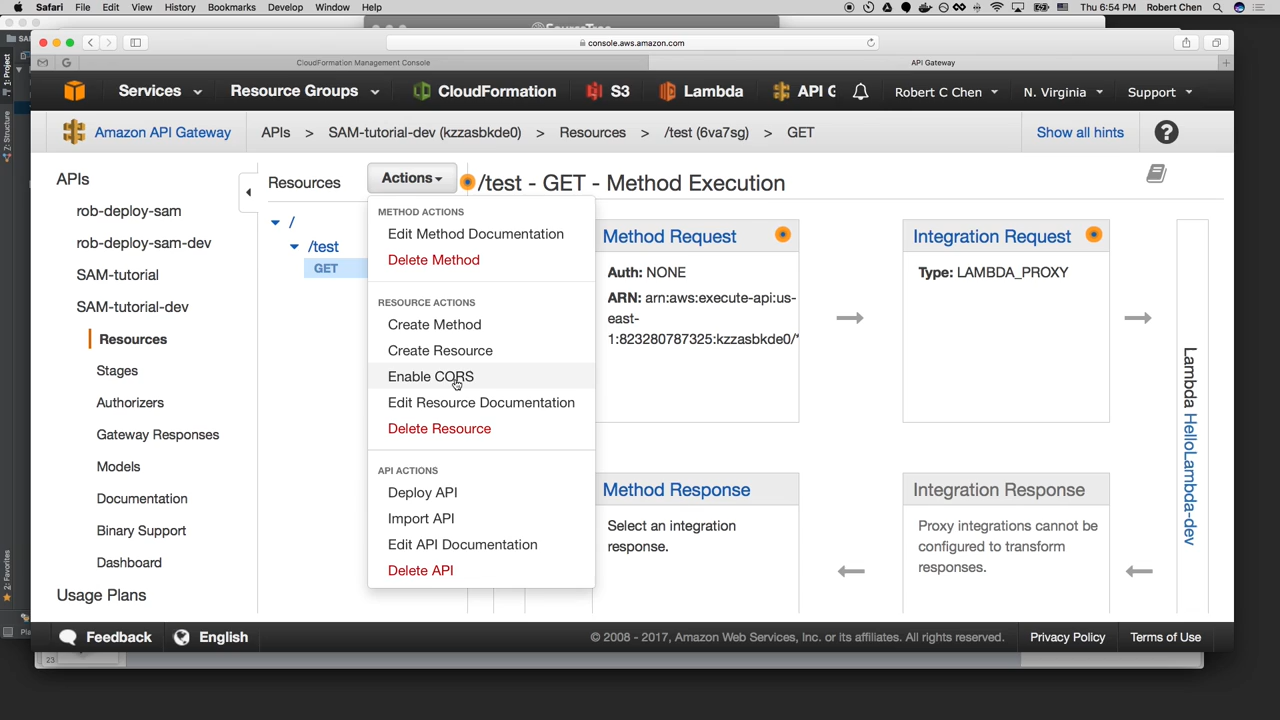 Safari File Edit View History Bookmarks Develop Window Help
Thu 6:54 PM Robert Chen
SourceTree
console.aws.amazon.com
CloudFormation Management Console
API Gateway
Services
Resource Groups
CloudFormation
S3
Lambda
API G
Robert C Chen
N. Virginia
Support
Amazon API Gateway
APIs > SAM-tutorial-dev (kzzasbkde0) > Resources > /test (6va7sg) > GET
Show all hints
?
APIs
rob-deploy-sam
rob-deploy-sam-dev
SAM-tutorial
SAM-tutorial-dev
Resources
Stages
Authorizers
Gateway Responses
Models
Documentation
Binary Support
Dashboard
Usage Plans
Resources
Actions
/
/test
GET
METHOD ACTIONS
Edit Method Documentation
Delete Method
RESOURCE ACTIONS
Create Method
Create Resource
Enable CORS
Edit Resource Documentation
Delete Resource
API ACTIONS
Deploy API
Import API
Edit API Documentation
Delete API
/test - GET - Method Execution
Method Request
Auth: NONE
ARN: arn:aws:execute-api:us-
east-
1:823280787325:kzzasbkde0/*
Integration Request
Type: LAMBDA_PROXY
Method Response
Select an integration
response.
Integration Response
Proxy integrations cannot be
configured to transform
responses.
Lambda HelloLambda-dev
Feedback
English
© 2008 - 2017, Amazon Web Services, Inc. or its affiliates. All rights reserved.
Privacy Policy
Terms of Use
1: Project
Z: Structure
2: Favorites
23